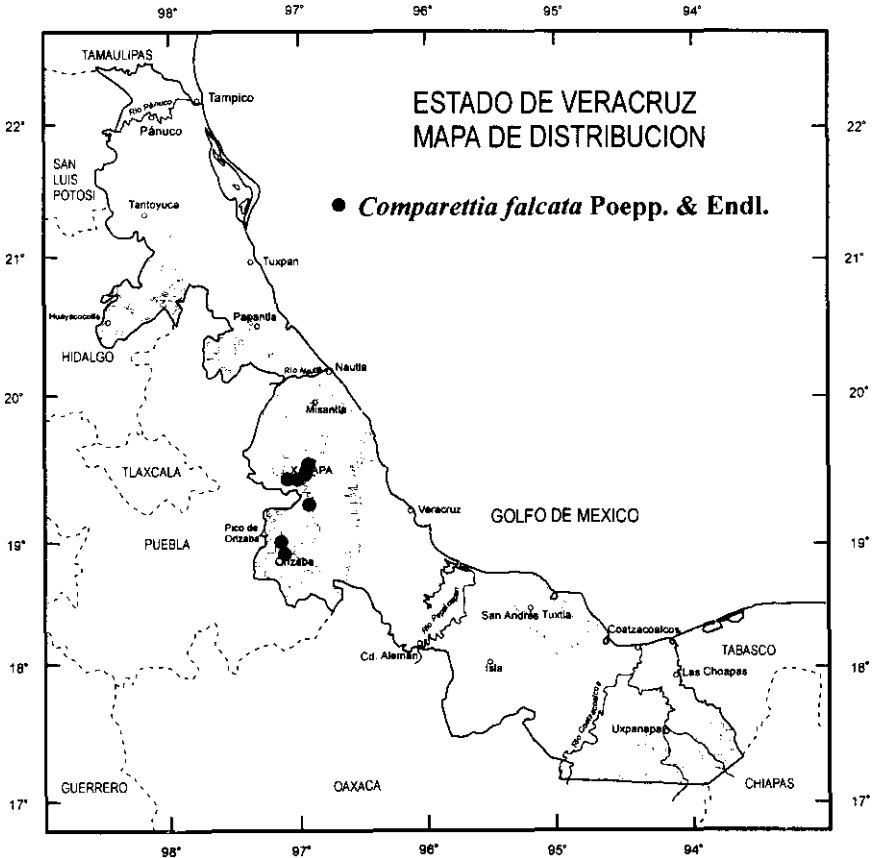 98° 97° 96° 95° 94°
TAMAULIPAS
Tampico
Río Pánuco
Pánuco
ESTADO DE VERACRUZ
MAPA DE DISTRIBUCION
22° 22°
SAN
LUIS
POTOSI
Tantoyuca
Comparettia falcata Poepp. & Endl.
21° 21°
Tuxpan
Huayacocotla
Papantla
HIDALGO
Nautla
20° 20°
Misantla
TLAXCALA
PUEBLA
Pico de
Orizaba
Orizaba
Veracruz
GOLFO DE MEXICO
19° 19°
San Andrés Tuxtla
Coatzacoalcos
TABASCO
Cd. Alemán
Isla
Las Choapas
18° 18°
Río Coatzacoalcos
Uxpanapa
GUERRERO
OAXACA
CHIAPAS
17° 17°
98° 97° 96° 95° 94°